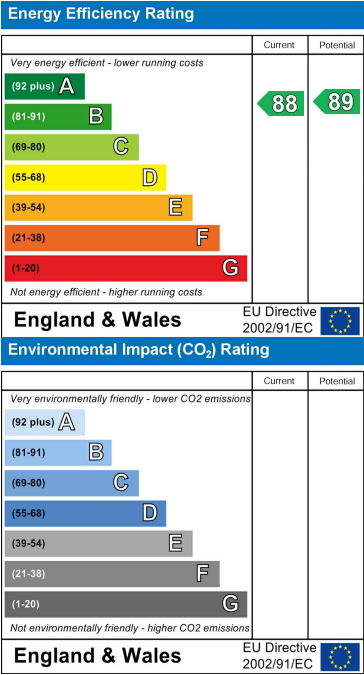 Energy Efficiency Rating
Current Potential
Very energy efficient - lower running costs
(92 plus) A
(81-91) B
88 89
(69-80) C
(55-68) D
(39-54) E
(21-38) F
(1-20) G
Not energy efficient - higher running costs
England & Wales
EU Directive
2002/91/EC
Environmental Impact (CO₂) Rating
Current Potential
Very environmentally friendly - lower CO2 emissions
(92 plus) A
(81-91) B
(69-80) C
(55-68) D
(39-54) E
(21-38) F
(1-20) G
Not environmentally friendly - higher CO2 emissions
England & Wales
EU Directive
2002/91/EC